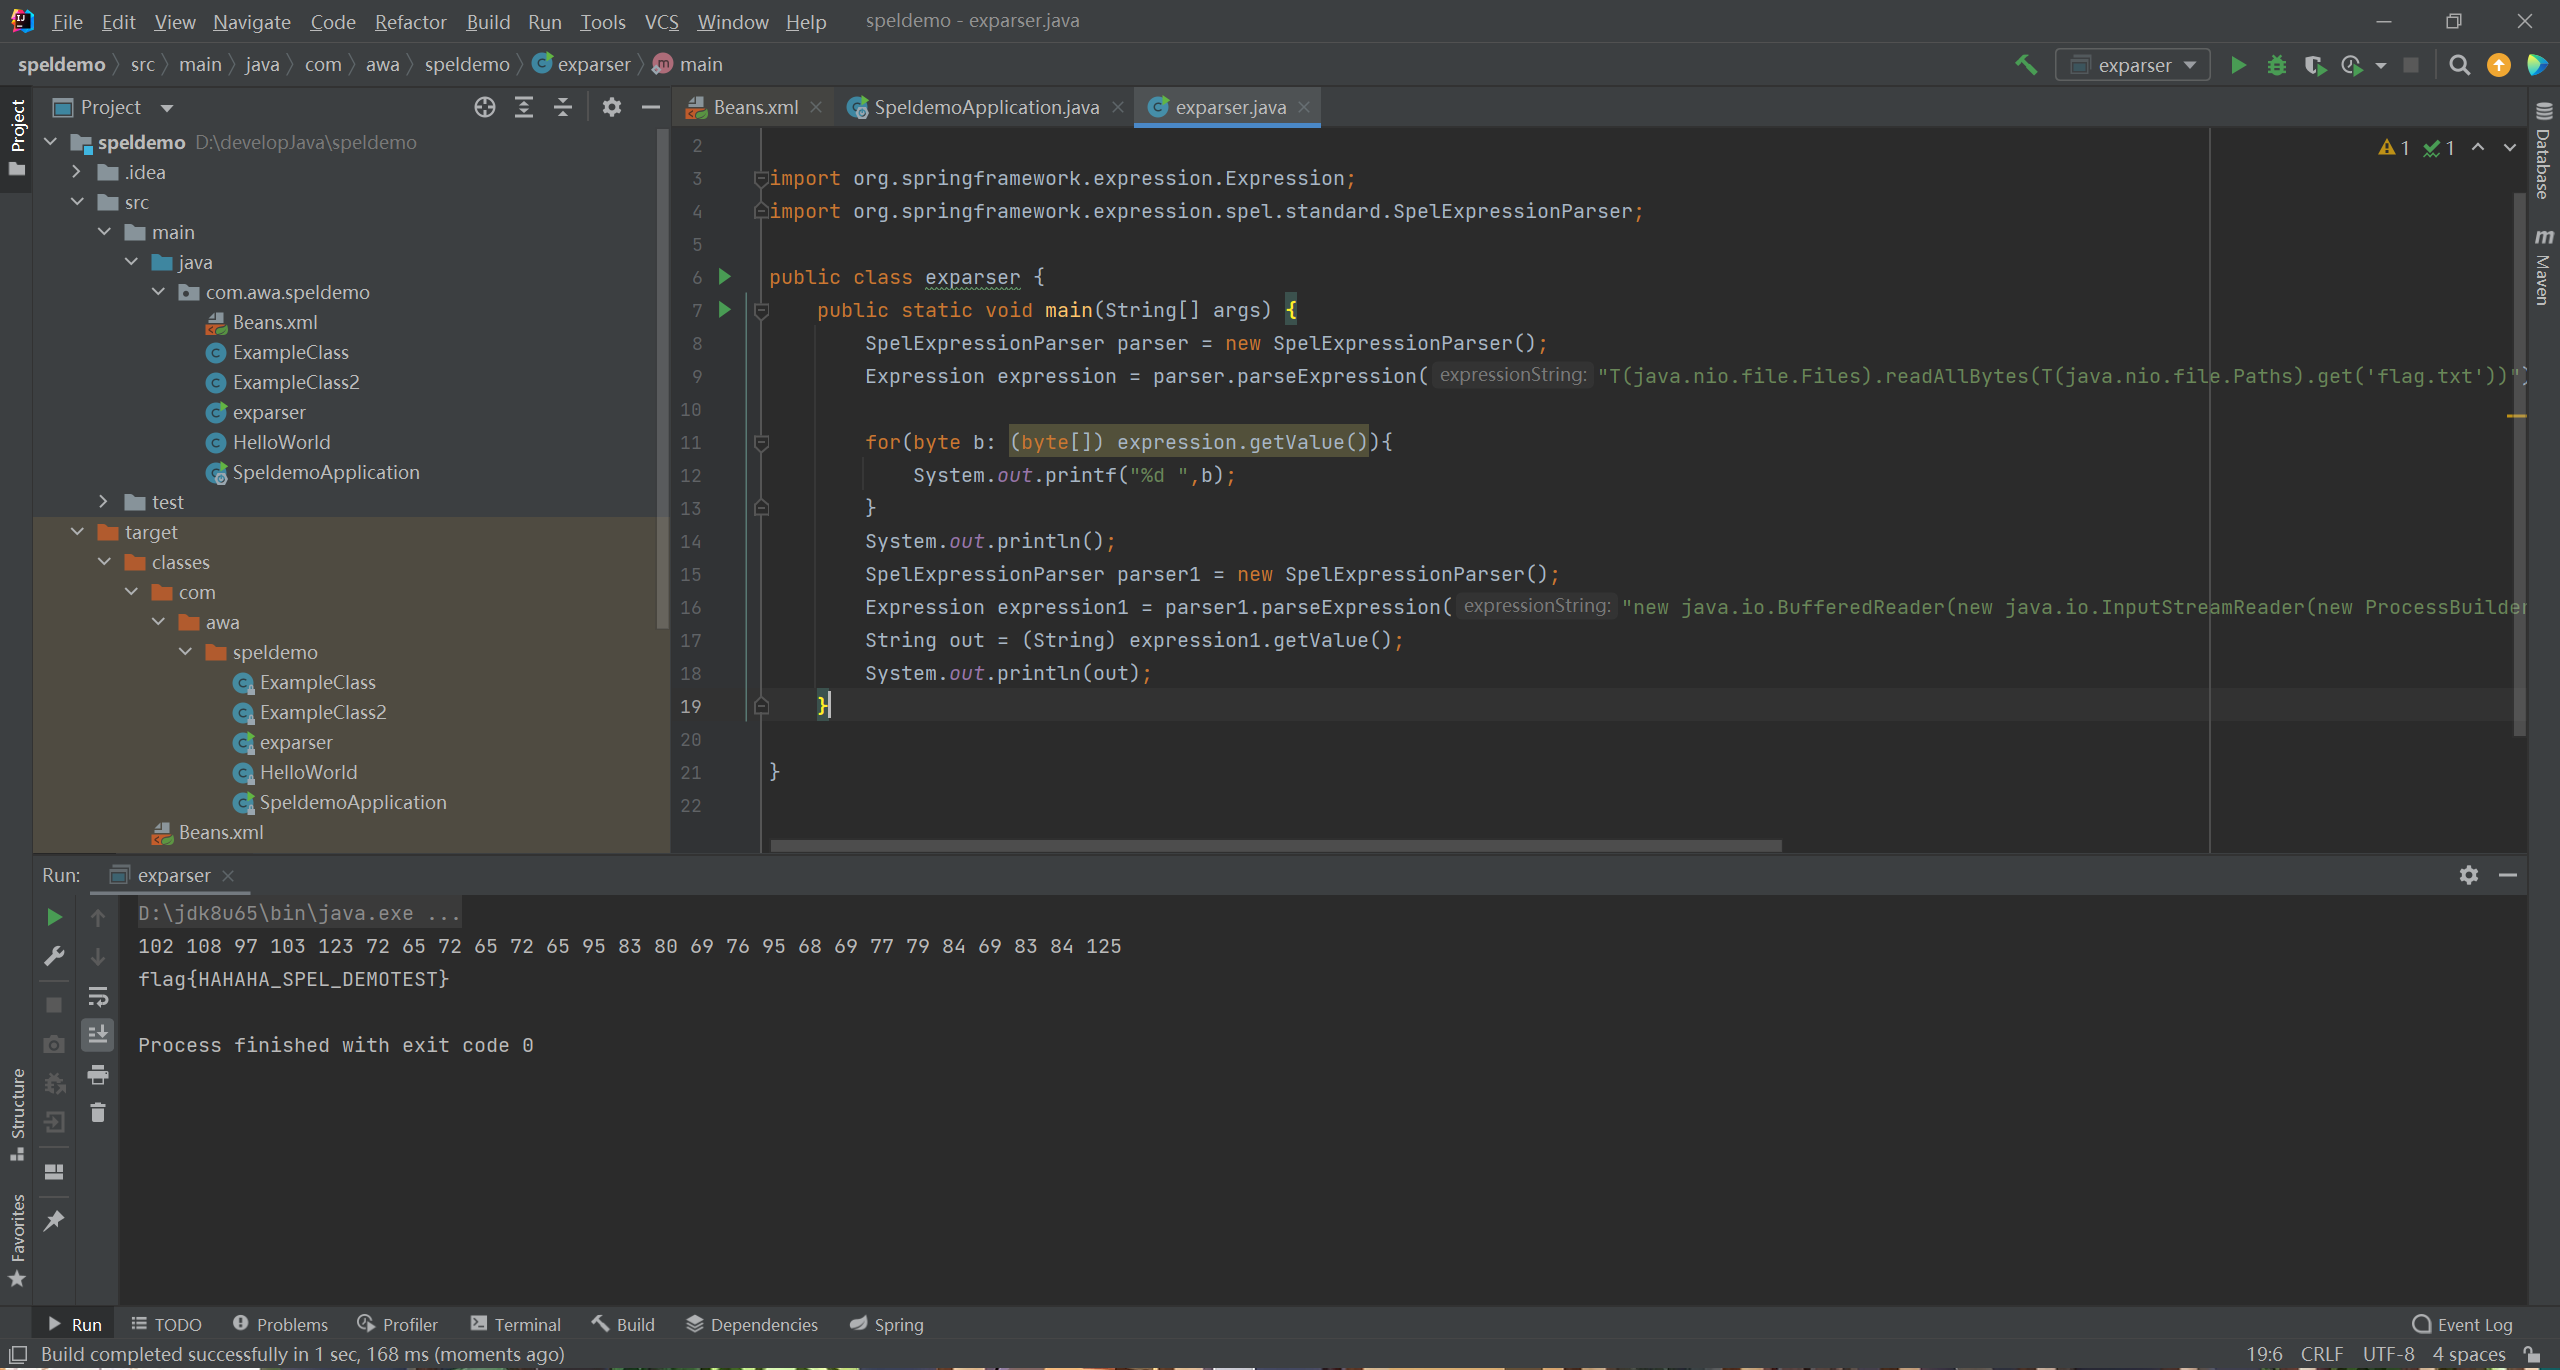 File Edit View Navigate Code Refactor Build Run Tools VCS Window Help speldemo - exparser.java
speldemo src main java com awa speldemo exparser main
exparser
Project
Beans.xml SpeldemoApplication.java exparser.java
Project
speldemo D:\developJava\speldemo
.idea
src
main
java
com.awa.speldemo
Beans.xml
ExampleClass
ExampleClass2
exparser
HelloWorld
SpeldemoApplication
test
target
classes
com
awa
speldemo
ExampleClass
ExampleClass2
exparser
HelloWorld
SpeldemoApplication
Beans.xml
1 1
2
3 import org.springframework.expression.Expression;
4 import org.springframework.expression.spel.standard.SpelExpressionParser;
5
6 public class exparser {
7 public static void main(String[] args) {
8 SpelExpressionParser parser = new SpelExpressionParser();
9 Expression expression = parser.parseExpression( expressionString: "T(java.nio.file.Files).readAllBytes(T(java.nio.file.Paths).get('flag.txt'))")
10
11 for(byte b: (byte[]) expression.getValue()){
12 System.out.printf("%d ",b);
13 }
14 System.out.println();
15 SpelExpressionParser parser1 = new SpelExpressionParser();
16 Expression expression1 = parser1.parseExpression( expressionString: "new java.io.BufferedReader(new java.io.InputStreamReader(new ProcessBuilder
17 String out = (String) expression1.getValue();
18 System.out.println(out);
19 }
20
21 }
22
Database
Maven
Run: exparser
D:\jdk8u65\bin\java.exe ...
102 108 97 103 123 72 65 72 65 72 65 95 83 80 69 76 95 68 69 77 79 84 69 83 84 125
flag{HAHAHA_SPEL_DEMOTEST}
Process finished with exit code 0
Structure
Favorites
Run TODO Problems Profiler Terminal Build Dependencies Spring Event Log
Build completed successfully in 1 sec, 168 ms (moments ago) 19:6 CRLF UTF-8 4 spaces